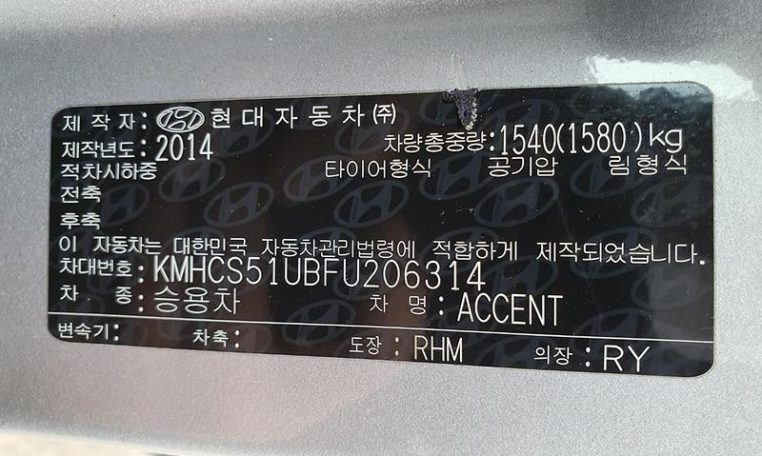 제 작 자: 현대자동차㈜
제작년도: 2014 차량총중량:1540(1580)kg
적차시하중 타이어형식 공기압 림형식
전축
후축
이 자동차는 대한민국 자동차관리법령에 적합하게 제작되었습니다.
차대번호: KMHCS51UBFU206314
차 종: 승용차 차 명: ACCENT
변속기: 차축: 도장: RHM 의장: RY